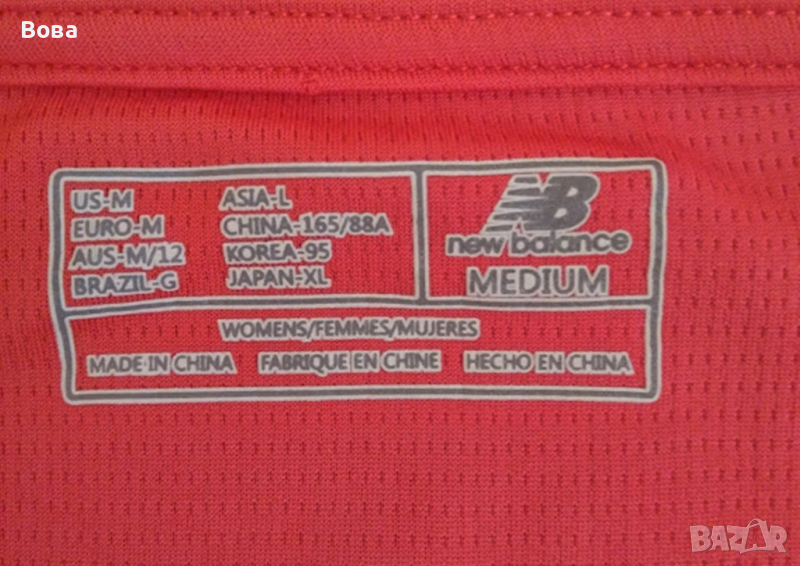 Вова
US-M ASIA-L
EURO-M CHINA-165/88A
AUS-M/12 KOREA-95
BRAZIL-G JAPAN-XL
NB
new balance
MEDIUM
WOMENS/FEMMES/MUJERES
MADE IN CHINA FABRIQUE EN CHINE HECHO EN CHINA
BAZAR